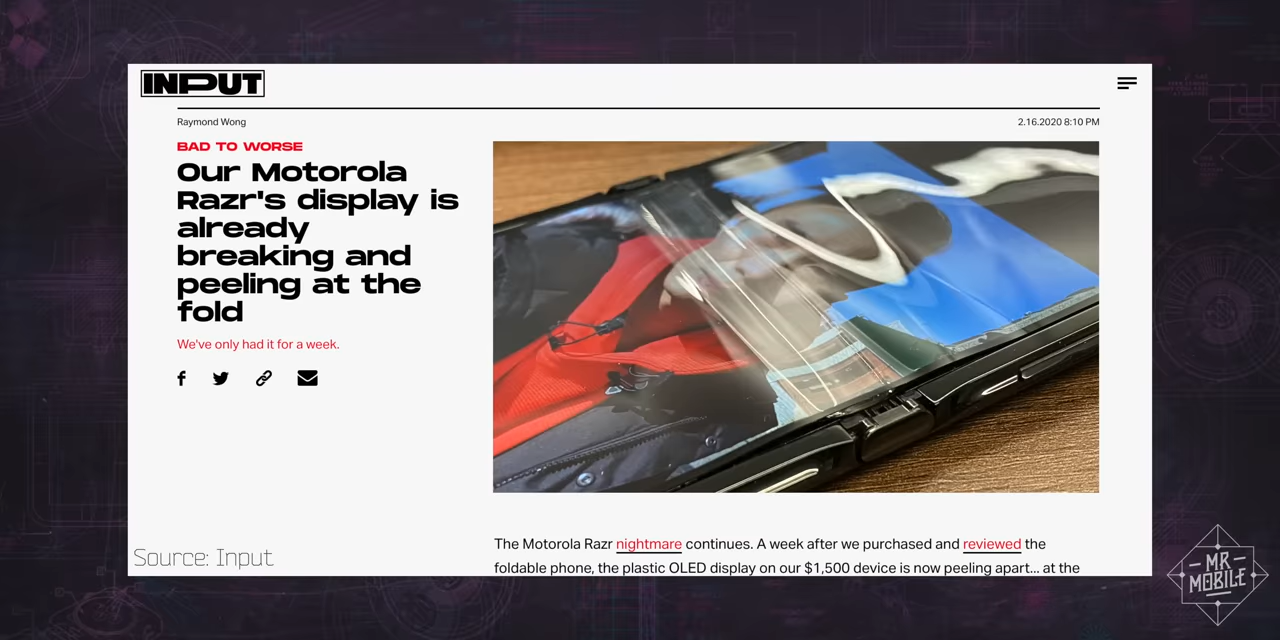 INPUT
Raymond Wong
2.16.2020 8:10 PM
BAD TO WORSE
Our Motorola
Razr's display is
already
breaking and
peeling at the
fold
We've only had it for a week.
The Motorola Razr nightmare continues. A week after we purchased and reviewed the
foldable phone, the plastic OLED display on our $1,500 device is now peeling apart... at the
Source: Input
MR
MOBILE